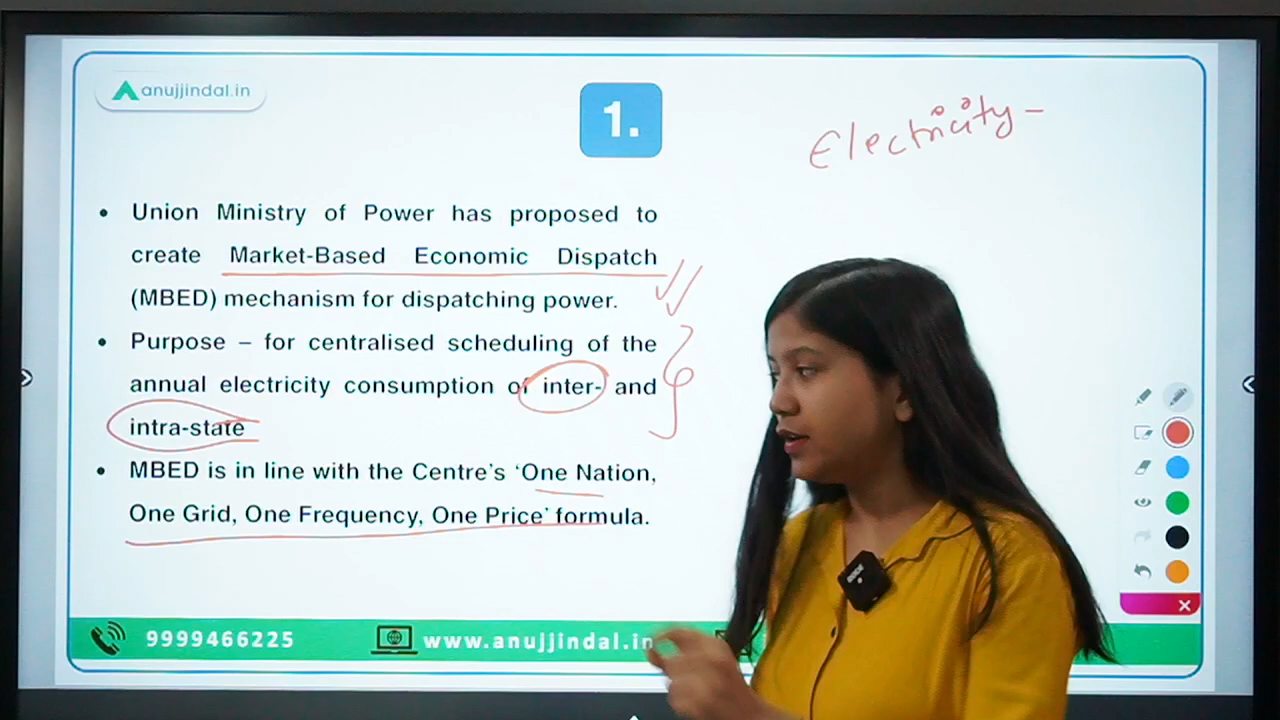 anujjindal.in
1.
Electricity -
• Union Ministry of Power has proposed to
create Market-Based Economic Dispatch
(MBED) mechanism for dispatching power.
• Purpose – for centralised scheduling of the
annual electricity consumption of inter- and
intra-state
• MBED is in line with the Centre's 'One Nation,
One Grid, One Frequency, One Price' formula.
9999466225
www.anujjindal.in